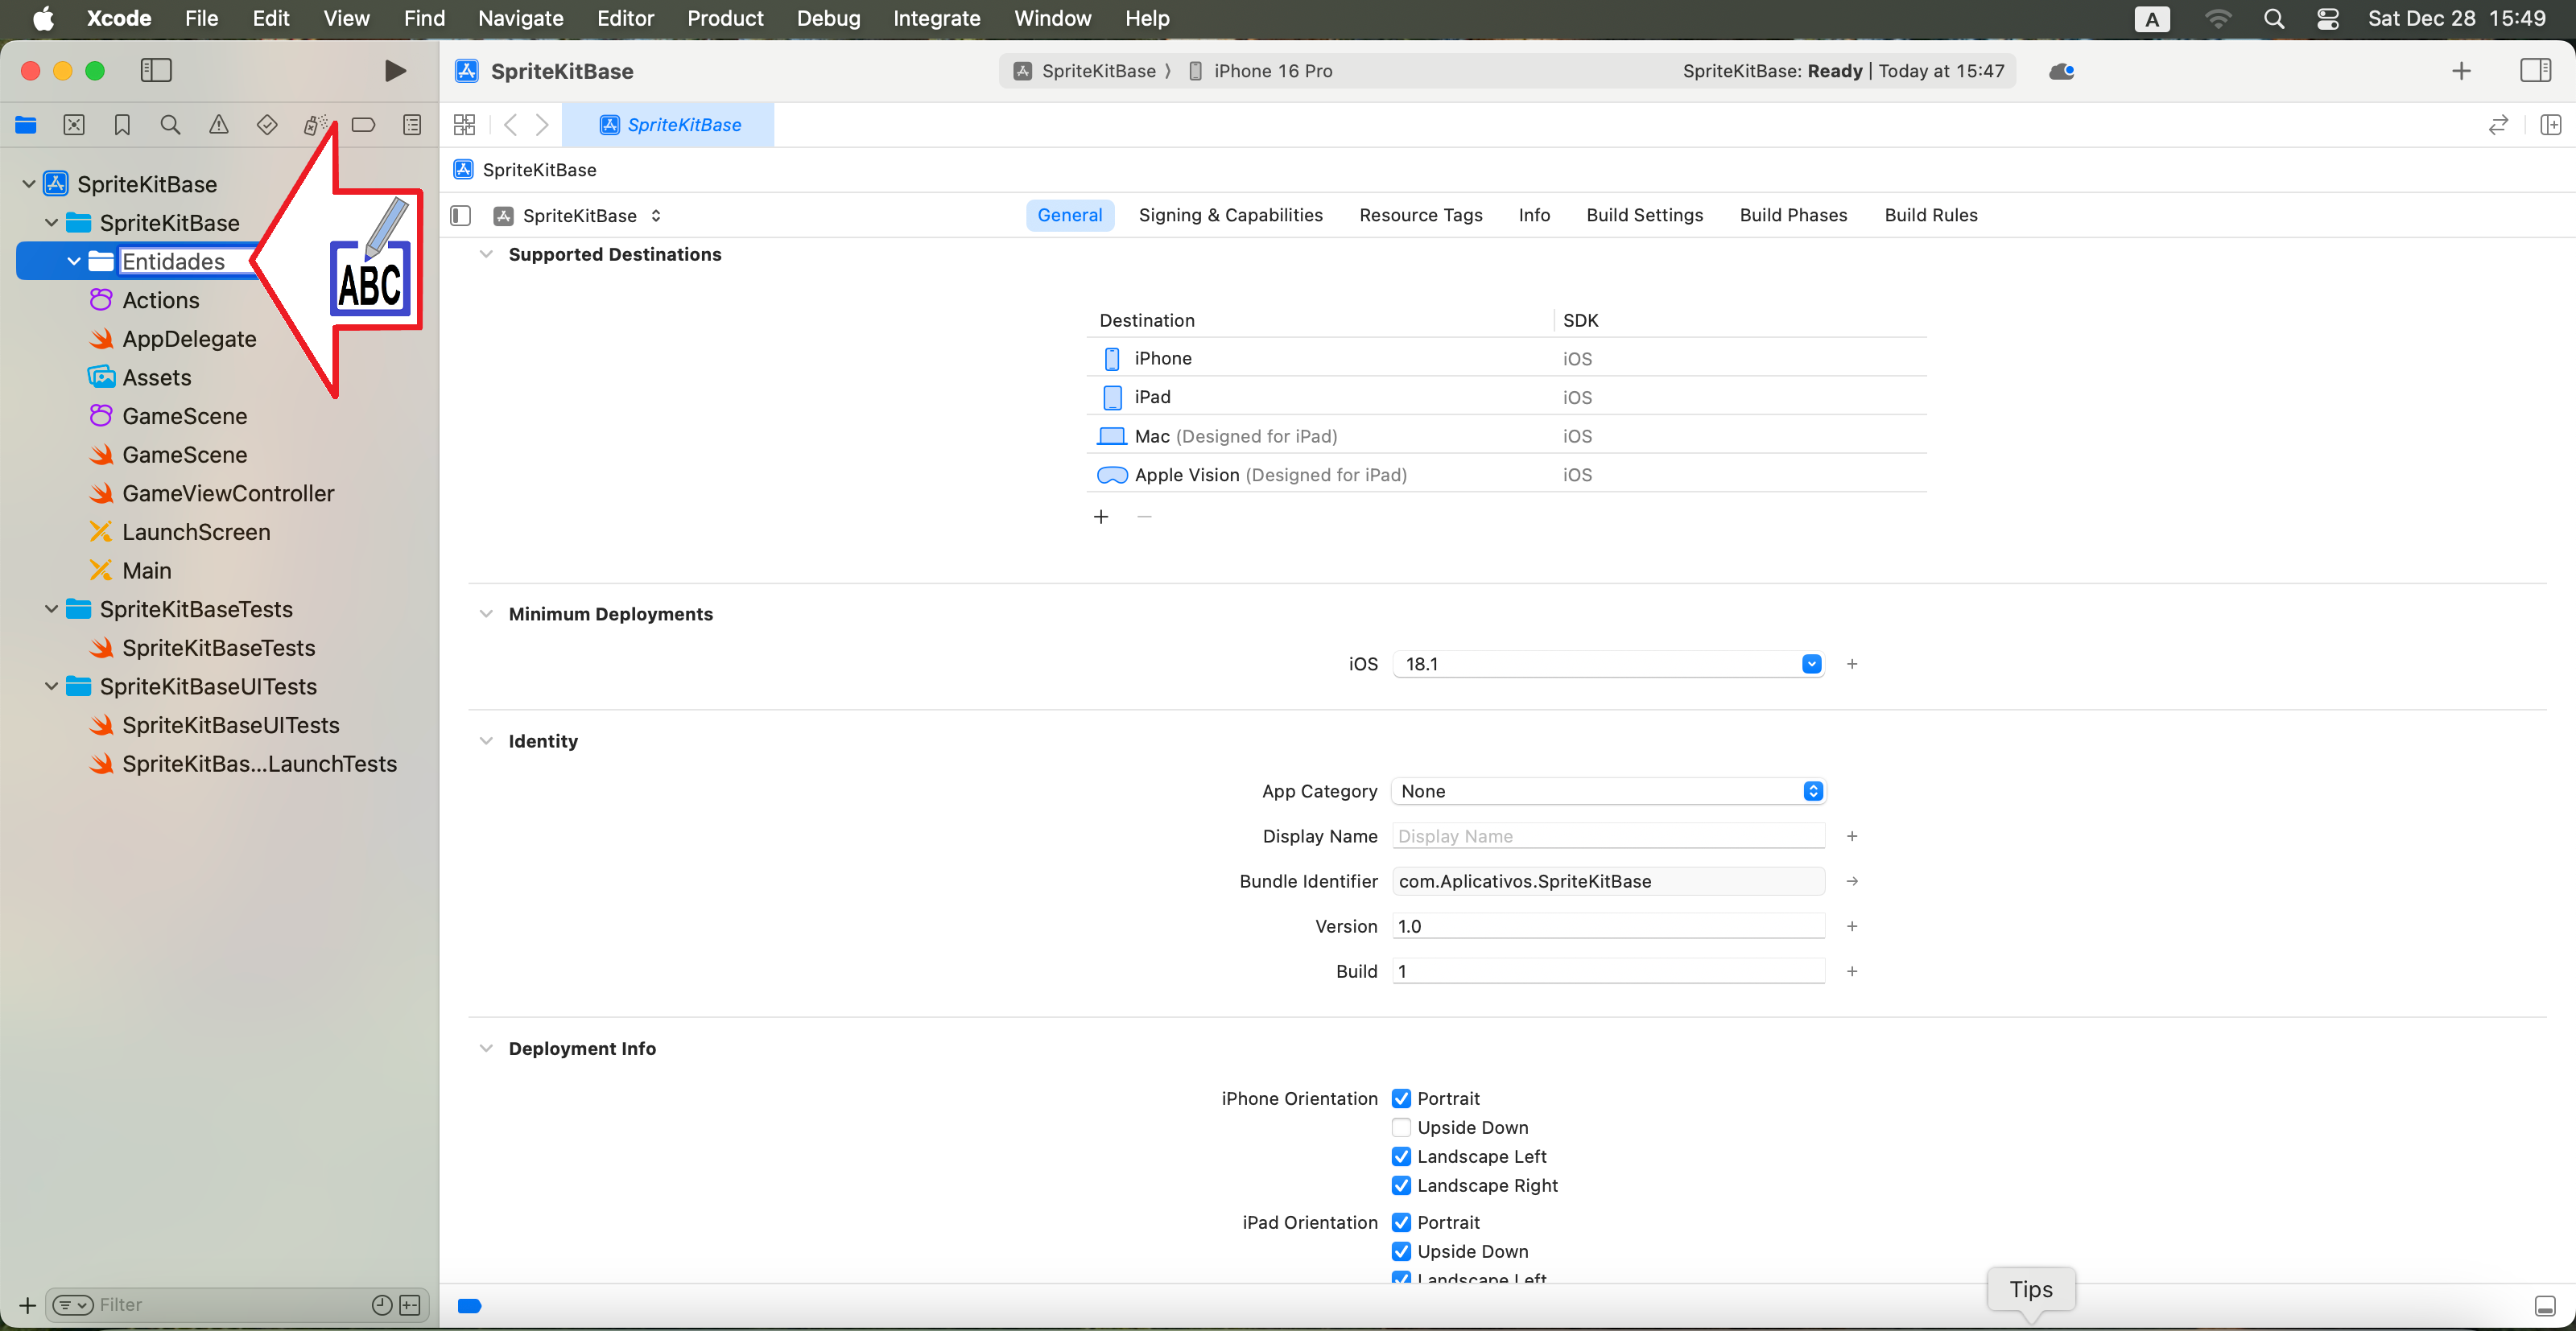 Xcode File Edit View Find Navigate Editor Product Debug Integrate Window Help A Sat Dec 28 15:49
SpriteKitBase SpriteKitBase iPhone 16 Pro SpriteKitBase: Ready | Today at 15:47
SpriteKitBase
SpriteKitBase
SpriteKitBase
Entidades
ABC
Actions
AppDelegate
Assets
GameScene
GameScene
GameViewController
LaunchScreen
Main
SpriteKitBaseTests
SpriteKitBaseTests
SpriteKitBaseUITests
SpriteKitBaseUITests
SpriteKitBas...LaunchTests
Filter
SpriteKitBase
SpriteKitBase General Signing & Capabilities Resource Tags Info Build Settings Build Phases Build Rules
Supported Destinations
Destination SDK
iPhone iOS
iPad iOS
Mac (Designed for iPad) iOS
Apple Vision (Designed for iPad) iOS
Minimum Deployments
iOS 18.1
Identity
App Category None
Display Name Display Name
Bundle Identifier com.Aplicativos.SpriteKitBase
Version 1.0
Build 1
Deployment Info
iPhone Orientation Portrait
Upside Down
Landscape Left
Landscape Right
iPad Orientation Portrait
Upside Down
Landscape Left
Tips